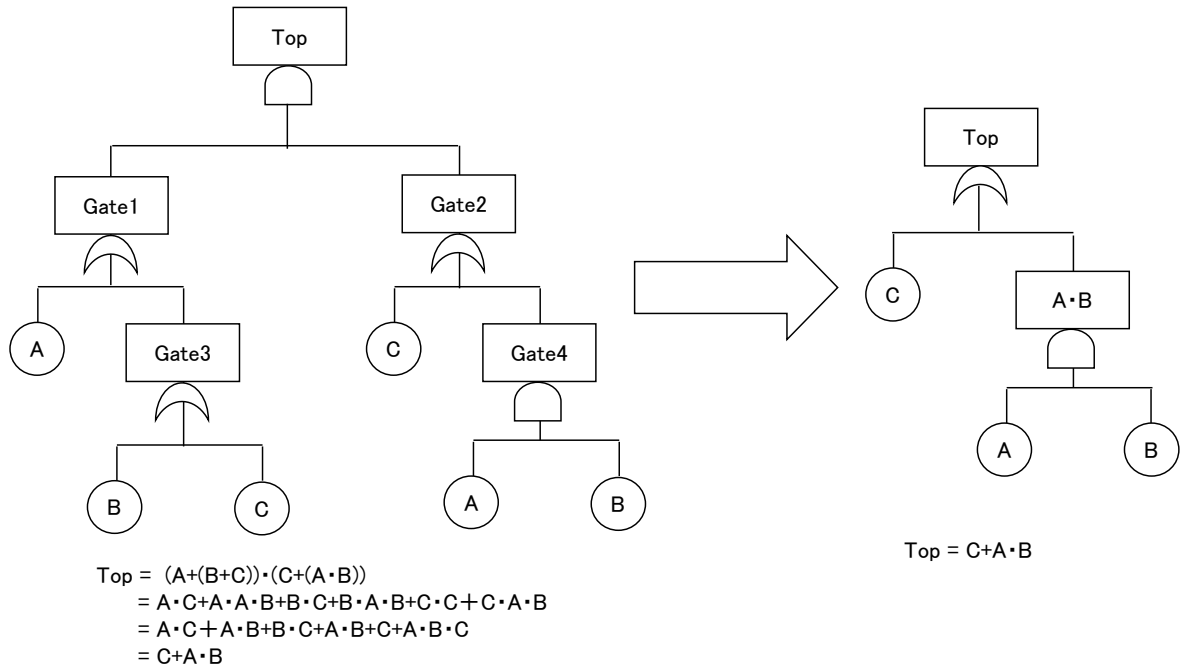 Top
Gate1
Gate2
A
Gate3
C
Gate4
B
C
A
B
Top = (A+(B+C))・(C+(A・B))
= A・C+A・A・B+B・C+B・A・B+C・C＋C・A・B
= A・C＋A・B+B・C+A・B+C+A・B・C
= C+A・B
Top
C
A・B
A
B
Top = C+A・B